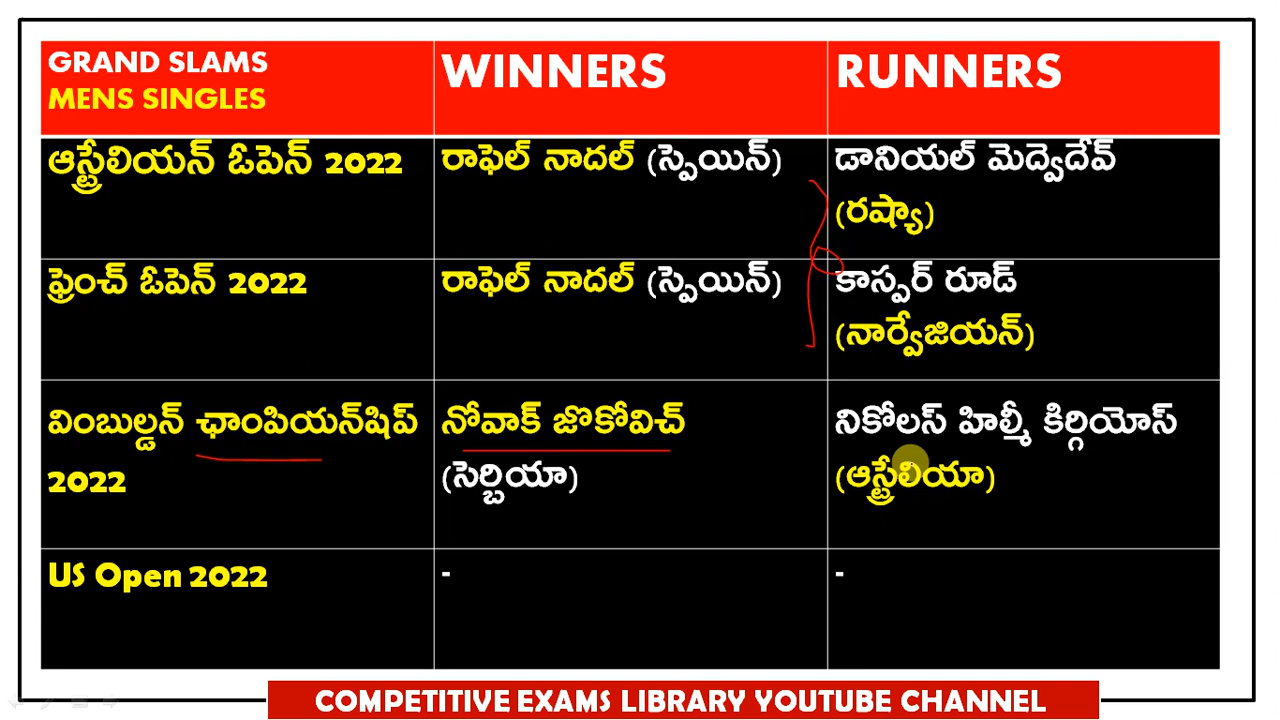 GRAND SLAMS
MENS SINGLES
WINNERS
RUNNERS
ఆస్ట్రేలియన్ ఓపెన్ 2022
రాఫెల్ నాదల్ (స్పెయిన్)
డానియల్ మెద్వెదేవ్
(రష్యా)
ఫ్రెంచ్ ఓపెన్ 2022
రాఫెల్ నాదల్ (స్పెయిన్)
కాస్పర్ రూడ్
(నార్వేజియన్)
వింబుల్డన్ ఛాంపియన్‌షిప్
2022
నోవాక్ జొకోవిచ్
(సెర్బియా)
నికోలస్ హిల్మీ కిర్గియోస్
(ఆస్ట్రేలియా)
US Open 2022
-
-
COMPETITIVE EXAMS LIBRARY YOUTUBE CHANNEL